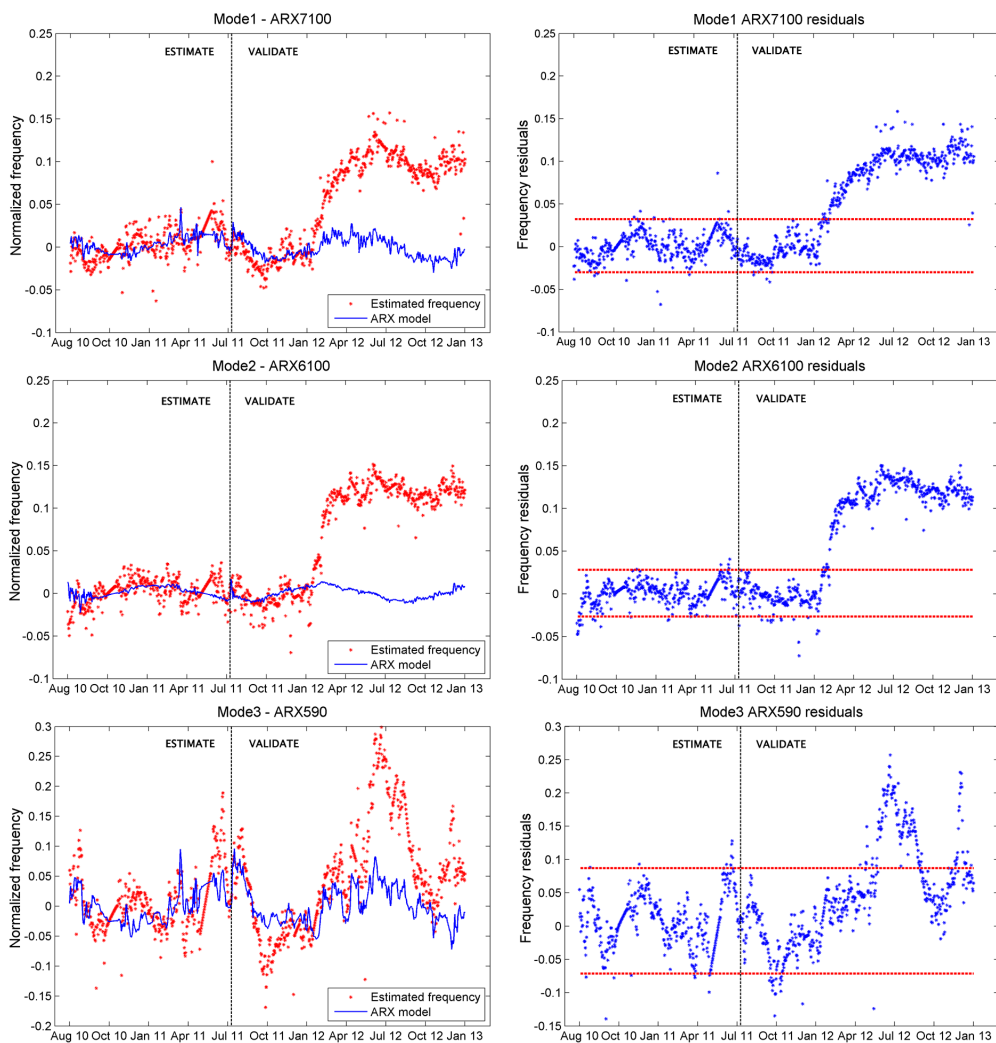 Mode1 - ARX7100
Normalized frequency
0.25
0.2
0.15
0.1
0.05
0
-0.05
-0.1
ESTIMATE VALIDATE
Estimated frequency
ARX model
Aug 10 Oct 10 Jan 11 Apr 11 Jul 11 Oct 11 Jan 12 Apr 12 Jul 12 Oct 12 Jan 13
Mode1 ARX7100 residuals
Frequency residuals
0.25
0.2
0.15
0.1
0.05
0
-0.05
-0.1
ESTIMATE VALIDATE
Aug 10 Oct 10 Jan 11 Apr 11 Jul 11 Oct 11 Jan 12 Apr 12 Jul 12 Oct 12 Jan 13
Mode2 - ARX6100
Normalized frequency
0.25
0.2
0.15
0.1
0.05
0
-0.05
-0.1
ESTIMATE VALIDATE
Estimated frequency
ARX model
Aug 10 Oct 10 Jan 11 Apr 11 Jul 11 Oct 11 Jan 12 Apr 12 Jul 12 Oct 12 Jan 13
Mode2 ARX6100 residuals
Frequency residuals
0.25
0.2
0.15
0.1
0.05
0
-0.05
-0.1
ESTIMATE VALIDATE
Aug 10 Oct 10 Jan 11 Apr 11 Jul 11 Oct 11 Jan 12 Apr 12 Jul 12 Oct 12 Jan 13
Mode3 - ARX590
Normalized frequency
0.3
0.25
0.2
0.15
0.1
0.05
0
-0.05
-0.1
-0.15
-0.2
ESTIMATE VALIDATE
Estimated frequency
ARX model
Aug 10 Oct 10 Jan 11 Apr 11 Jul 11 Oct 11 Jan 12 Apr 12 Jul 12 Oct 12 Jan 13
Mode3 ARX590 residuals
Frequency residuals
0.3
0.25
0.2
0.15
0.1
0.05
0
-0.05
-0.1
-0.15
ESTIMATE VALIDATE
Aug 10 Oct 10 Jan 11 Apr 11 Jul 11 Oct 11 Jan 12 Apr 12 Jul 12 Oct 12 Jan 13